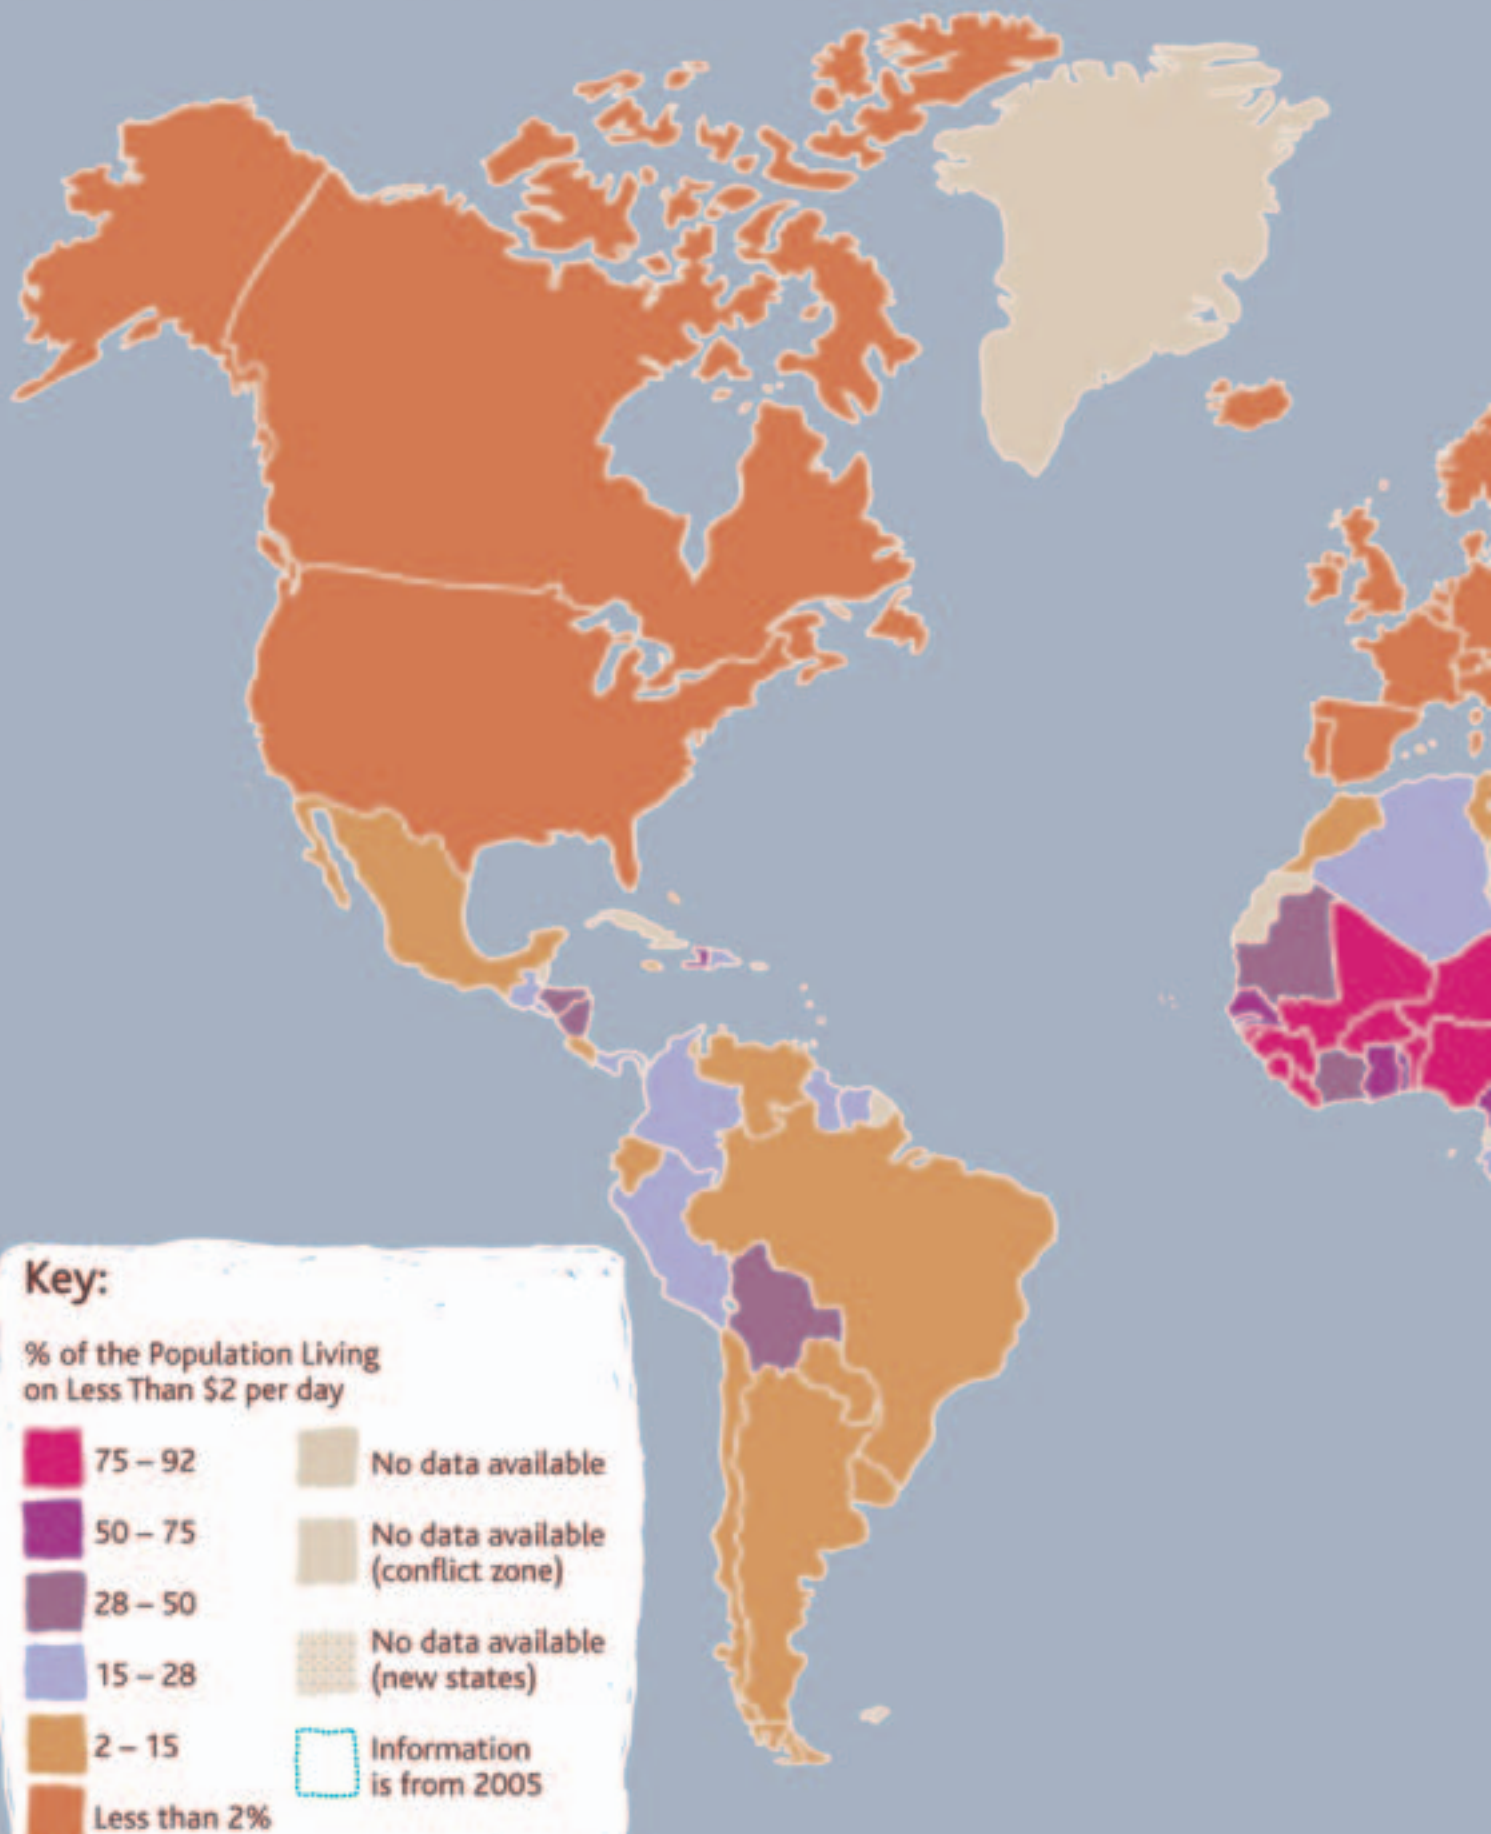 Key:
% of the Population Living
on Less Than $2 per day
75 – 92
50 – 75
28 – 50
15 – 28
2 – 15
Less than 2%
No data available
No data available
(conflict zone)
No data available
(new states)
Information
is from 2005